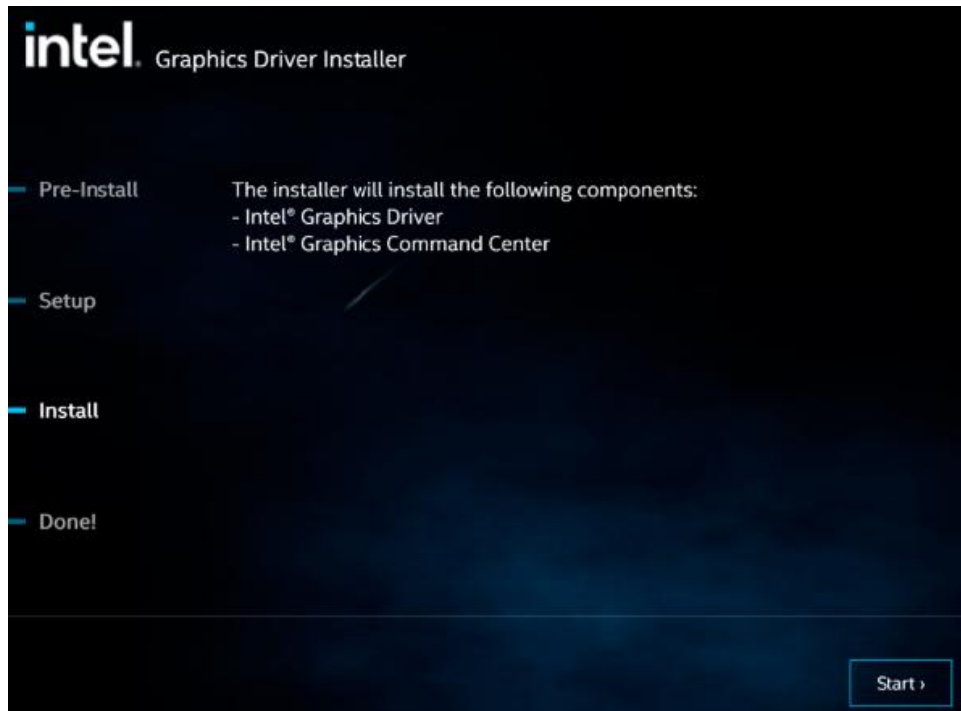 intel. Graphics Driver Installer
Pre-Install
The installer will install the following components:
- Intel® Graphics Driver
- Intel® Graphics Command Center
Setup
Install
Done!
Start ›